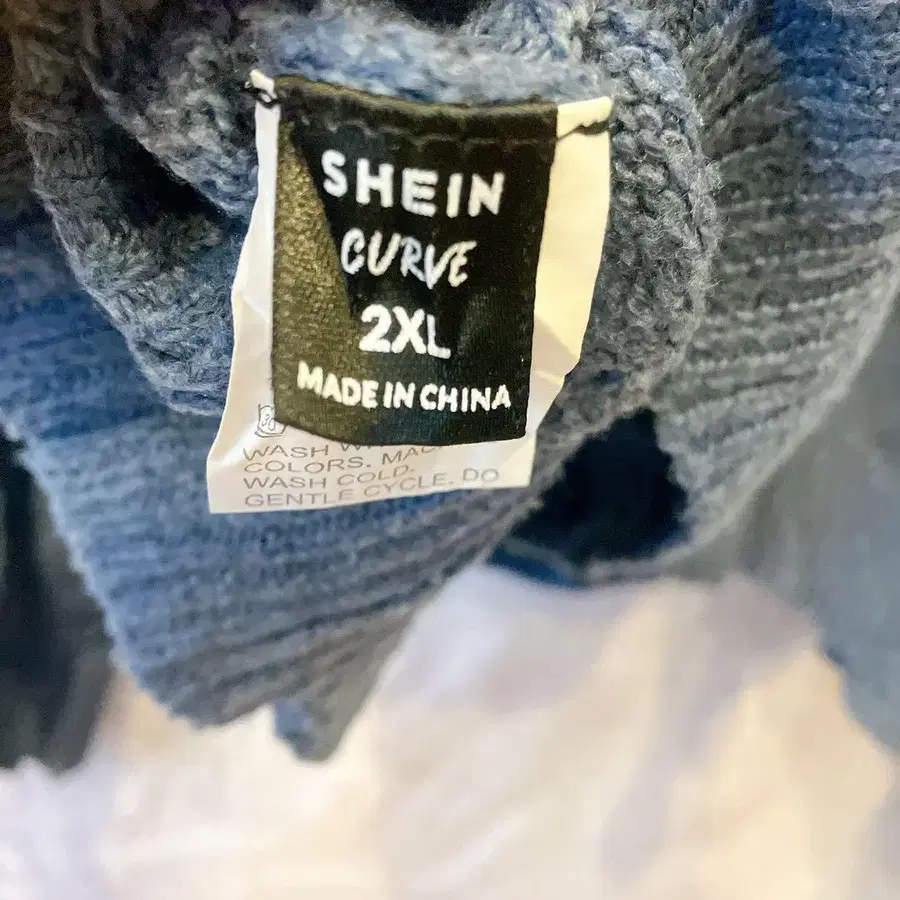 SHEIN
CURVE
2XL
MADE IN CHINA
WASH
COLORS.
WASH COLD.
GENTLE CYCLE. DO